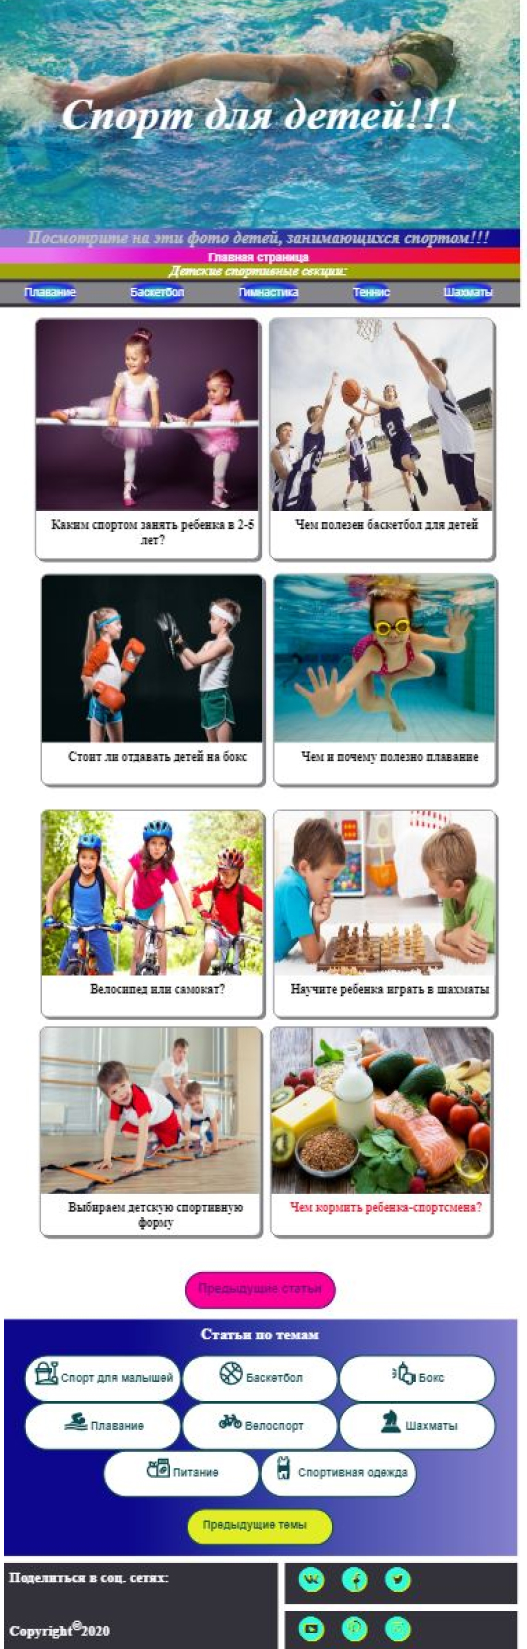 Спорт для детей!!!
Посмотрите на эти фото детей, занимающихся спортом!!!
Главная страница
Детские спортивные секции:
Плавание Баскетбол Гимнастика Теннис Шахматы
Каким спортом занять ребенка в 2-5
лет?
Чем полезен баскетбол для детей
Стоит ли отдавать детей на бокс
Чем и почему полезно плавание
Велосипед или самокат?
Научите ребенка играть в шахматы
Выбираем детскую спортивную
форму
Чем кормить ребенка-спортсмена?
Предыдущие статьи
Статьи по темам
Спорт для малышей Баскетбол Бокс
Плавание Велоспорт Шахматы
Питание Спортивная одежда
Предыдущие темы
Поделиться в соц. сетях:
Copyright©2020